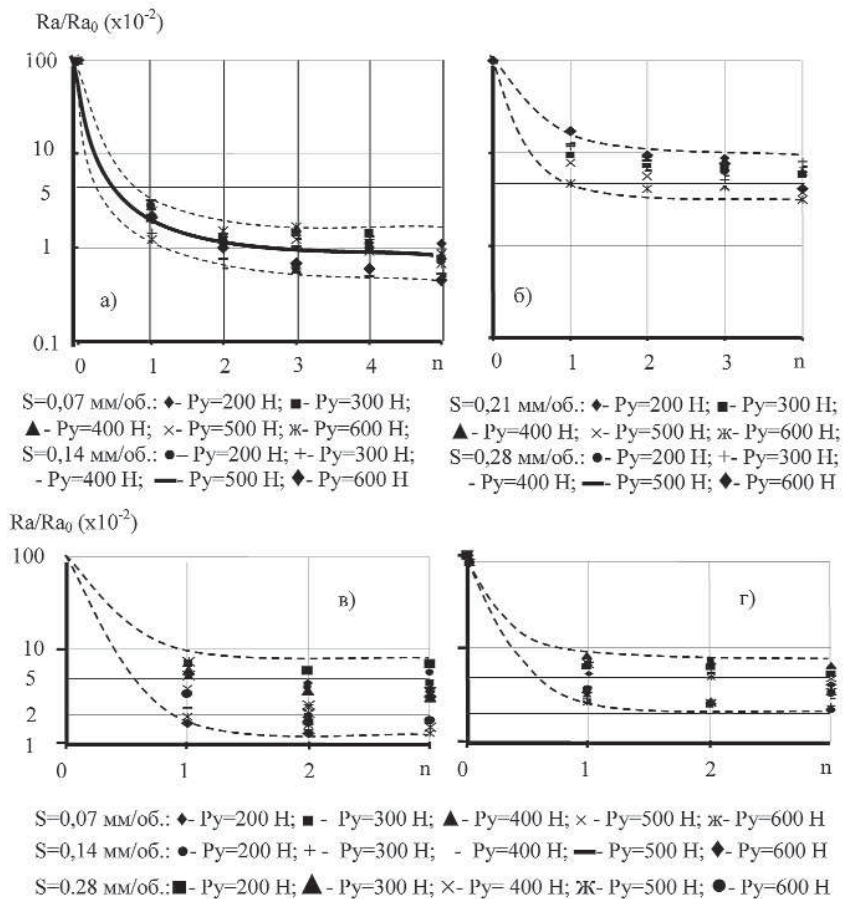 Ra/Ra₀ (x10⁻²)
100
10
5
1
0.1
а)
0 1 2 3 4 n
б)
0 1 2 3 n
S=0,07 мм/об.: ♦- Py=200 Н; ■- Py=300 Н;
▲- Py=400 Н; ×- Py=500 Н; ж- Py=600 Н;
S=0,14 мм/об.: ●– Py=200 Н; +- Py=300 Н;
- Py=400 Н; ━- Py=500 Н; ♦- Py=600 Н
S=0,21 мм/об.: ♦- Py=200 Н; ■- Py=300 Н;
▲- Py=400 Н; ×- Py=500 Н; ж- Py=600 Н;
S=0,28 мм/об.: ●- Py=200 Н; +- Py=300 Н;
- Py=400 Н; ━- Py=500 Н; ♦- Py=600 Н
Ra/Ra₀ (x10⁻²)
100
10
5
2
1
в)
0 1 2 n
г)
0 1 2 n
S=0,07 мм/об.: ♦- Py=200 Н; ■ - Py=300 Н; ▲- Py=400 Н; × - Py=500 Н; ж- Py=600 Н
S=0,14 мм/об.: ●- Py=200 Н; + - Py=300 Н; - Py=400 Н; ━- Py=500 Н; ♦- Py=600 Н
S=0.28 мм/об.: ■- Py=200 Н; ▲- Py=300 Н; ×- Py= 400 Н; Ж- Py=500 Н; ●- Py=600 Н